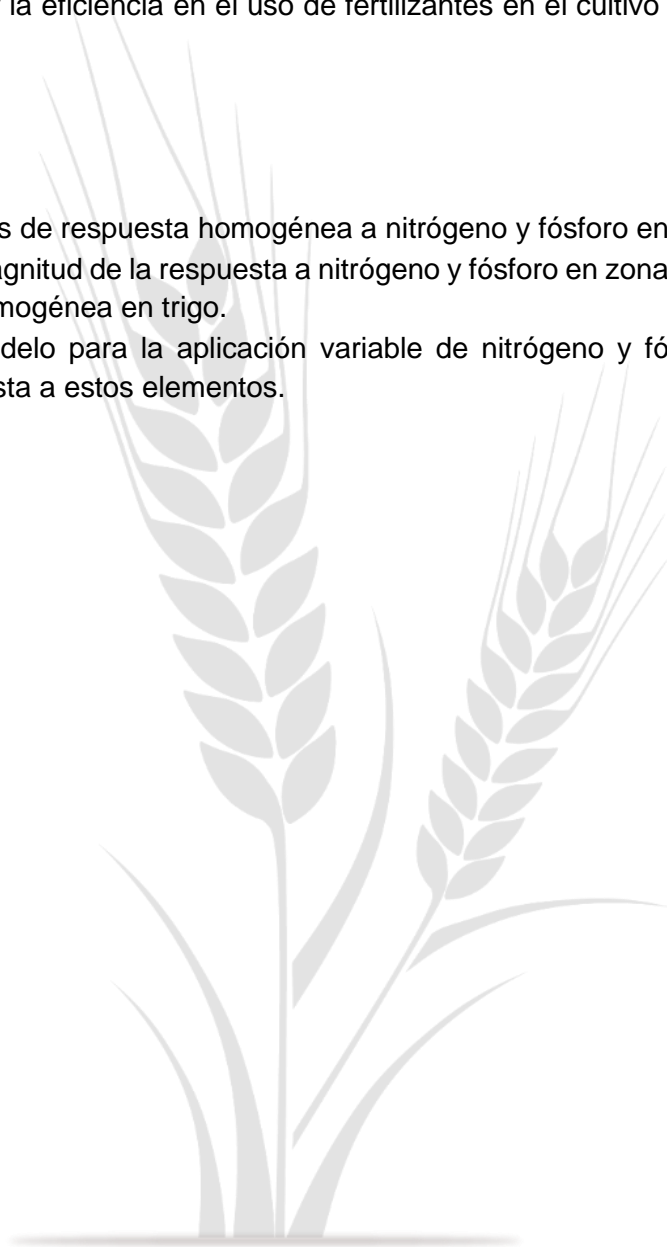 la eficiencia en el uso de fertilizantes en el cultivo
s de respuesta homogénea a nitrógeno y fósforo en
agnitud de la respuesta a nitrógeno y fósforo en zona
mogénea en trigo.
delo para la aplicación variable de nitrógeno y fó
sta a estos elementos.